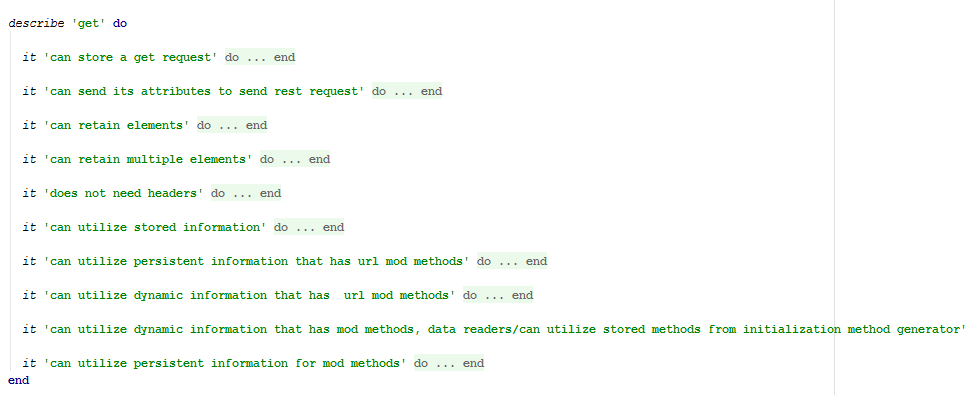 describe 'get' do
it 'can store a get request' do ... end
it 'can send its attributes to send rest request' do ... end
it 'can retain elements' do ... end
it 'can retain multiple elements' do ... end
it 'does not need headers' do ... end
it 'can utilize stored information' do ... end
it 'can utilize persistent information that has url mod methods' do ... end
it 'can utilize dynamic information that has  url mod methods' do ... end
it 'can utilize dynamic information that has mod methods, data readers/can utilize stored methods from initialization method generator'
it 'can utilize persistent information for mod methods' do ... end
end